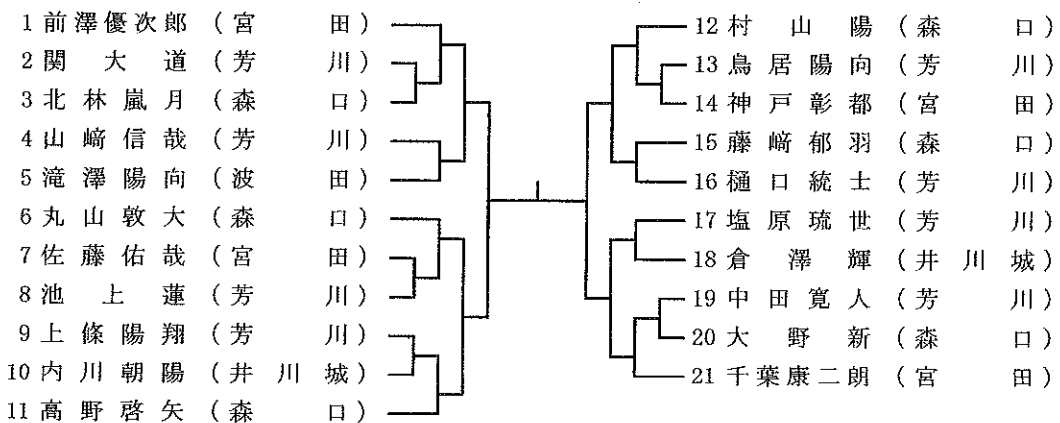 1 前澤優次郎 (宮田)
2 関大道 (芳川)
3 北林嵐月 (森口)
4 山﨑信哉 (芳川)
5 滝澤陽向 (波田)
6 丸山敦大 (森口)
7 佐藤佑哉 (宮田)
8 池上蓮 (芳川)
9 上條陽翔 (芳川)
10 内川朝陽 (井川城)
11 高野啓矢 (森口)
12 村山陽 (森口)
13 鳥居陽向 (芳川)
14 神戸彰都 (宮田)
15 藤﨑郁羽 (森口)
16 樋口統士 (芳川)
17 塩原琉世 (芳川)
18 倉澤輝 (井川城)
19 中田寛人 (芳川)
20 大野新 (森口)
21 千葉康二朗 (宮田)